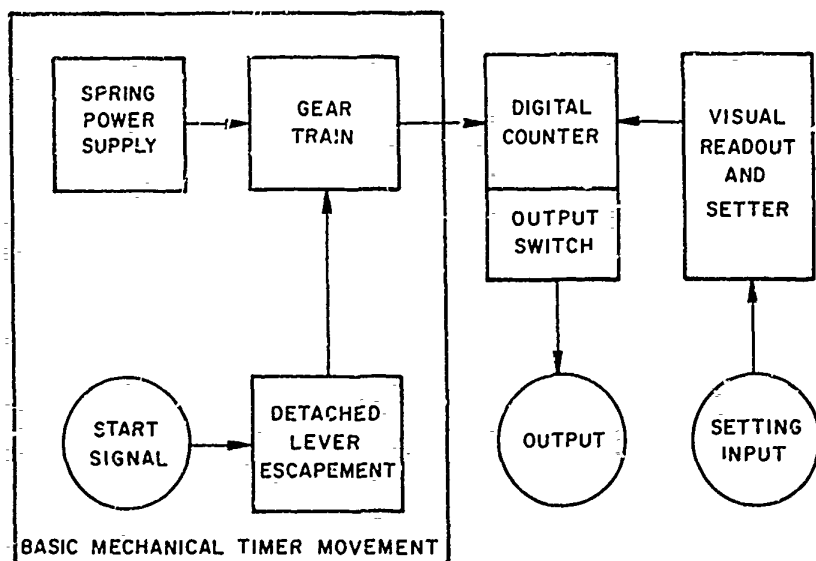 SPRING
POWER
SUPPLY
GEAR
TRAIN
DIGITAL
COUNTER
OUTPUT
SWITCH
VISUAL
READOUT
AND
SETTER
START
SIGNAL
DETACHED
LEVER
ESCAPEMENT
OUTPUT
SETTING
INPUT
BASIC MECHANICAL TIMER MOVEMENT